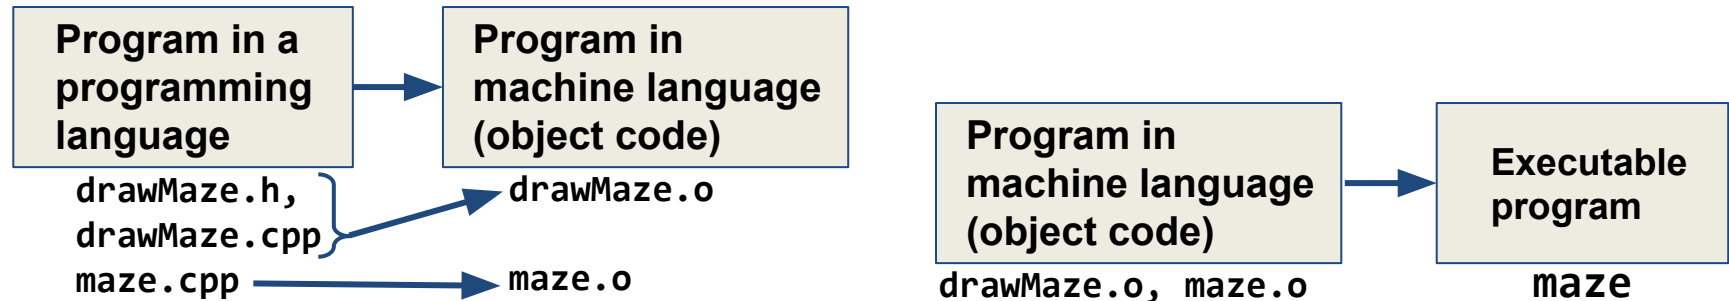 Program in a
programming
language
Program in
machine language
(object code)
drawMaze.h,
drawMaze.cpp
drawMaze.o
maze.cpp
maze.o
Program in
machine language
(object code)
drawMaze.o, maze.o
Executable
program
maze